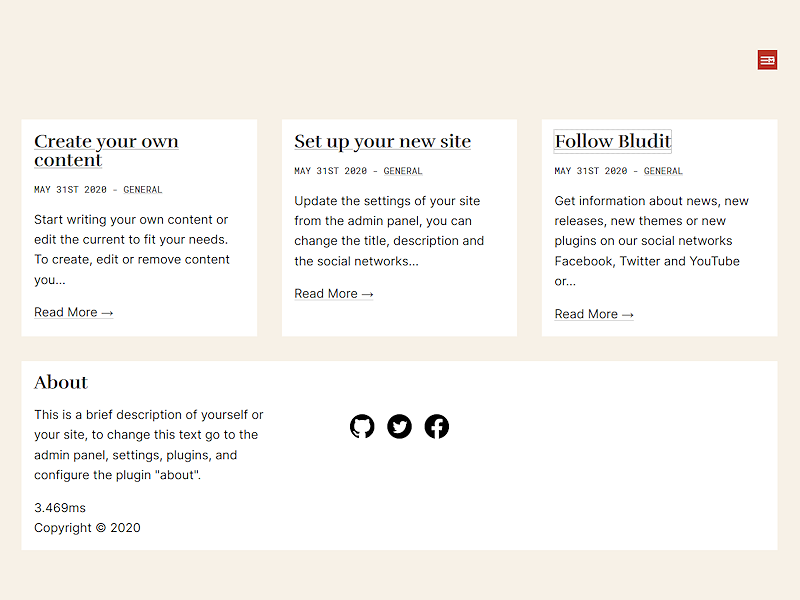 Create your own
content
MAY 31ST 2020 - GENERAL
Start writing your own content or
edit the current to fit your needs.
To create, edit or remove content
you...
Read More →
Set up your new site
MAY 31ST 2020 - GENERAL
Update the settings of your site
from the admin panel, you can
change the title, description and
the social networks...
Read More →
Follow Bludit
MAY 31ST 2020 - GENERAL
Get information about news, new
releases, new themes or new
plugins on our social networks
Facebook, Twitter and YouTube
or...
Read More →
About
This is a brief description of yourself or
your site, to change this text go to the
admin panel, settings, plugins, and
configure the plugin "about".
3.469ms
Copyright © 2020